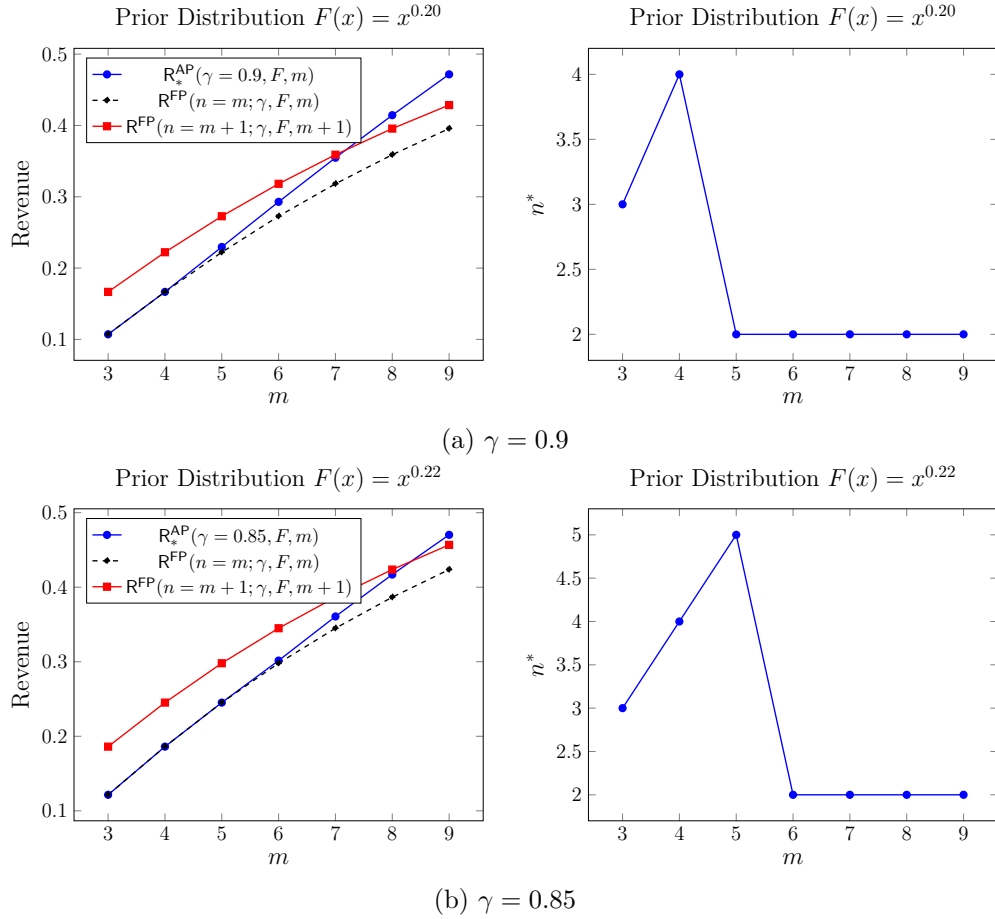 Prior Distribution F(x) = x^0.20
0.5
0.4
0.3
0.2
0.1
Revenue
R_*^AP(γ = 0.9, F, m)
R^FP(n = m; γ, F, m)
R^FP(n = m + 1; γ, F, m + 1)
3 4 5 6 7 8 9
m
Prior Distribution F(x) = x^0.20
4
3.5
3
2.5
2
n*
3 4 5 6 7 8 9
m
(a) γ = 0.9
Prior Distribution F(x) = x^0.22
0.5
0.4
0.3
0.2
0.1
Revenue
R_*^AP(γ = 0.85, F, m)
R^FP(n = m; γ, F, m)
R^FP(n = m + 1; γ, F, m + 1)
3 4 5 6 7 8 9
m
Prior Distribution F(x) = x^0.22
5
4.5
4
3.5
3
2.5
2
n*
3 4 5 6 7 8 9
m
(b) γ = 0.85